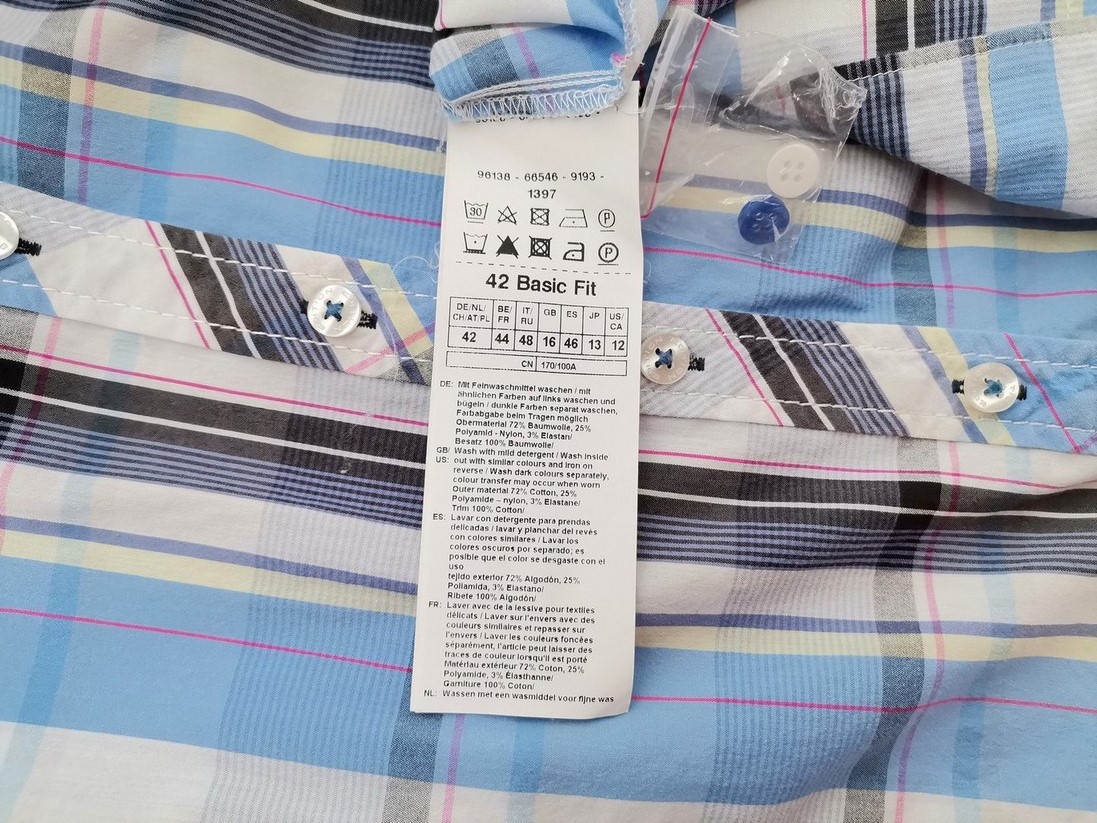 96138 - 66546 - 9193 -
1397
30
P
P
42 Basic Fit
DE/NL/ CH/AT/PL BE/ FR IT/ RU GB ES JP US/ CA
42 44 48 16 46 13 12
CN 170/100A
DE: Mit Feinwaschmittel waschen / mit
ähnlichen Farben auf links waschen und
bügeln / dunkle Farben separat waschen,
Farbabgabe beim Tragen möglich
Obermaterial 72% Baumwolle, 25%
Polyamid - Nylon, 3% Elastan/
Besatz 100% Baumwolle/
GB/ Wash with mild detergent / Wash inside
US: out with similar colours and iron on
reverse / Wash dark colours separately,
colour transfer may occur when worn
Outer material 72% Cotton, 25%
Polyamide – nylon, 3% Elastane/
Trim 100% Cotton/
ES: Lavar con detergente para prendas
delicadas / lavar y planchar del revés
con colores similares / Lavar los
colores oscuros por separado; es
posible que el color se desgaste con el
uso
tejido exterior 72% Algodón, 25%
Poliamida, 3% Elastano/
Ribete 100% Algodón/
FR: Laver avec de la lessive pour textiles
délicats / Laver sur l'envers avec des
couleurs similaires et repasser sur
l'envers / Laver les couleurs foncées
séparément, l'article peut laisser des
traces de couleur lorsqu'il est porté
Matériau extérieur 72% Coton, 25%
Polyamide, 3% Élasthanne/
Garniture 100% Coton/
NL: Wassen met een wasmiddel voor fijne was